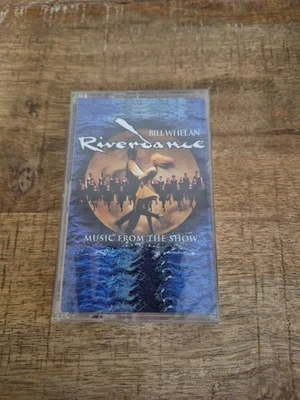 BILL WHELAN
Riverdance
MUSIC FROM THE SHOW